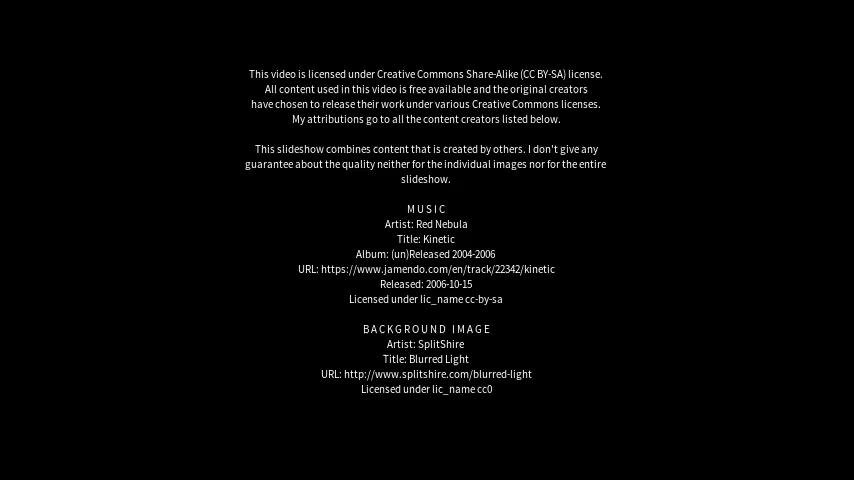 This video is licensed under Creative Commons Share-Alike (CC BY-SA) license.
All content used in this video is free available and the original creators
have chosen to release their work under various Creative Commons licenses.
My attributions go to all the content creators listed below.
This slideshow combines content that is created by others. I don't give any
guarantee about the quality neither for the individual images nor for the entire
slideshow.
MUSIC
Artist: Red Nebula
Title: Kinetic
Album: (un)Released 2004-2006
URL: https://www.jamendo.com/en/track/22342/kinetic
Released: 2006-10-15
Licensed under lic_name cc-by-sa
BACKGROUND IMAGE
Artist: SplitShire
Title: Blurred Light
URL: http://www.splitshire.com/blurred-light
Licensed under lic_name cc0